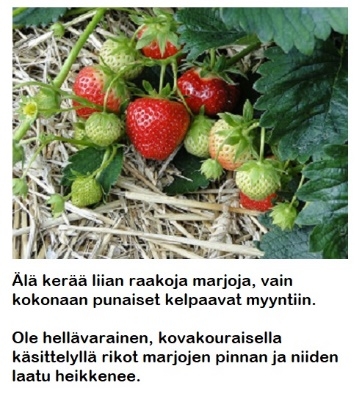 Älä kerää liian raakoja marjoja, vain
kokonaan punaiset kelpaavat myyntiin.
Ole hellävarainen, kovakouraisella
käsittelyllä rikot marjojen pinnan ja niiden
laatu heikkenee.